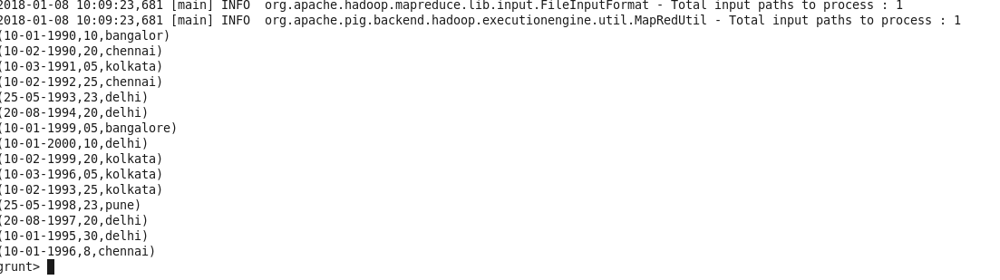 2018-01-08 10:09:23,681 [main] INFO  org.apache.hadoop.mapreduce.lib.input.FileInputFormat - Total input paths to process : 1
2018-01-08 10:09:23,681 [main] INFO  org.apache.pig.backend.hadoop.executionengine.util.MapRedUtil - Total input paths to process : 1
(10-01-1990,10,bangalor)
(10-02-1990,20,chennai)
(10-03-1991,05,kolkata)
(10-02-1992,25,chennai)
(25-05-1993,23,delhi)
(20-08-1994,20,delhi)
(10-01-1999,05,bangalore)
(10-01-2000,10,delhi)
(10-02-1999,20,kolkata)
(10-03-1996,05,kolkata)
(10-02-1993,25,kolkata)
(25-05-1998,23,pune)
(20-08-1997,20,delhi)
(10-01-1995,30,delhi)
(10-01-1996,8,chennai)
grunt>